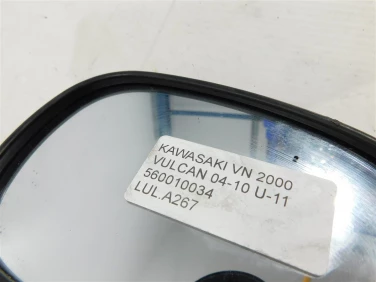 KAWASAKI VN 2000
VULCAN 04-10 U-11
560010034
LUL.A267